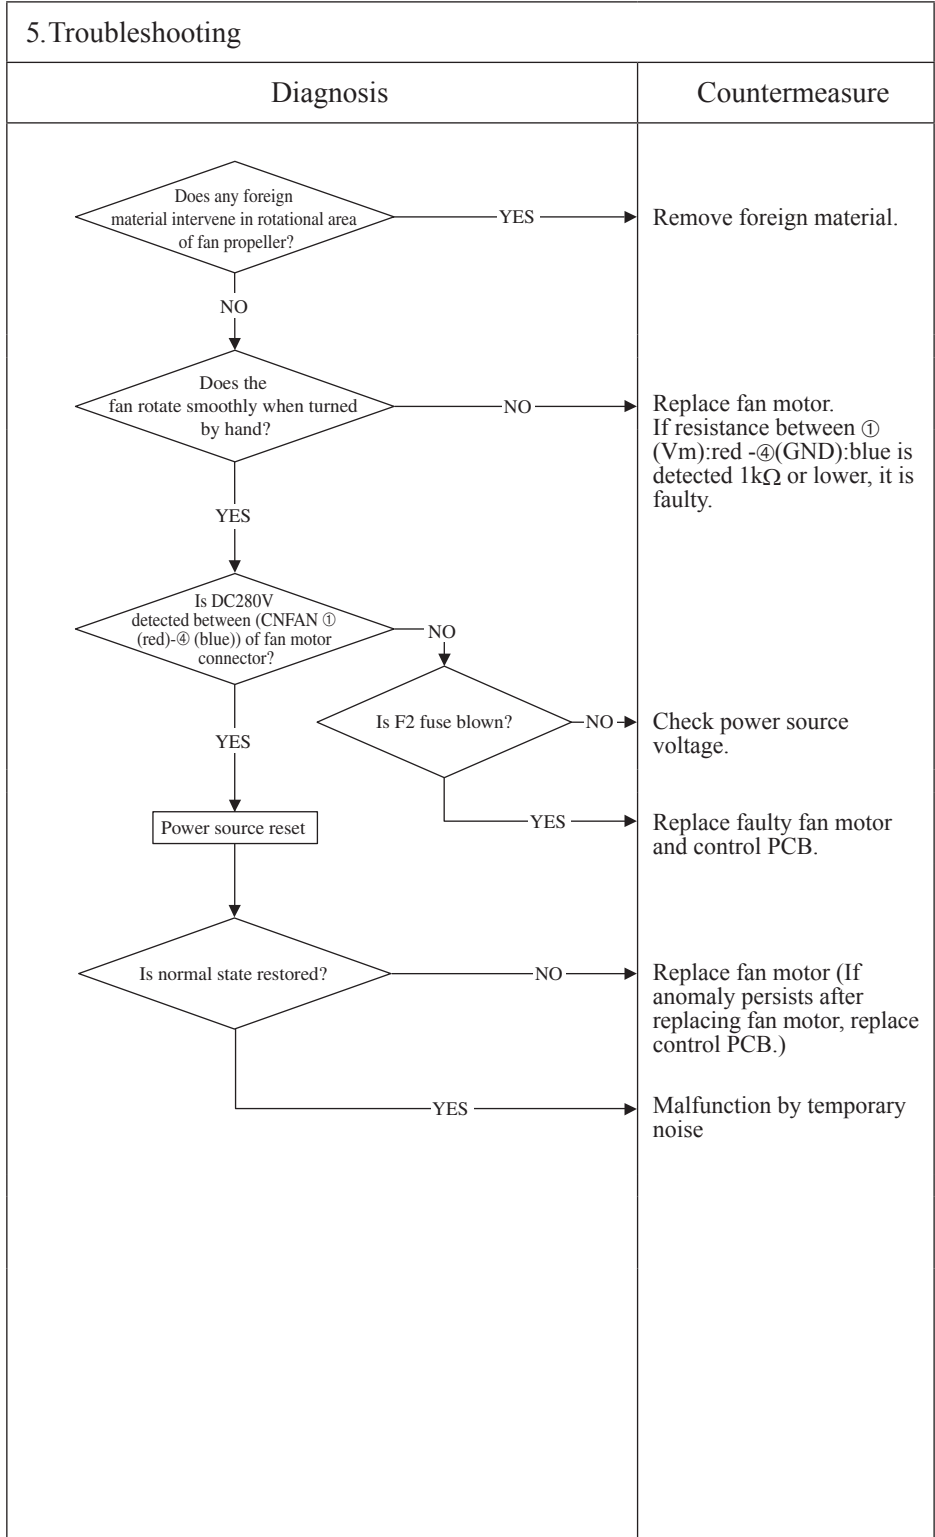 5.Troubleshooting
Diagnosis
Countermeasure
Does any foreign
material intervene in rotational area
of fan propeller?
YES
Remove foreign material.
NO
Does the
fan rotate smoothly when turned
by hand?
NO
Replace fan motor.
If resistance between ①
(Vm):red -④(GND):blue is
detected 1kΩ or lower, it is
faulty.
YES
Is DC280V
detected between (CNFAN ①
(red)-④ (blue)) of fan motor
connector?
NO
Is F2 fuse blown?
NO
Check power source
voltage.
YES
YES
Replace faulty fan motor
and control PCB.
Power source reset
Is normal state restored?
NO
Replace fan motor (If
anomaly persists after
replacing fan motor, replace
control PCB.)
YES
Malfunction by temporary
noise